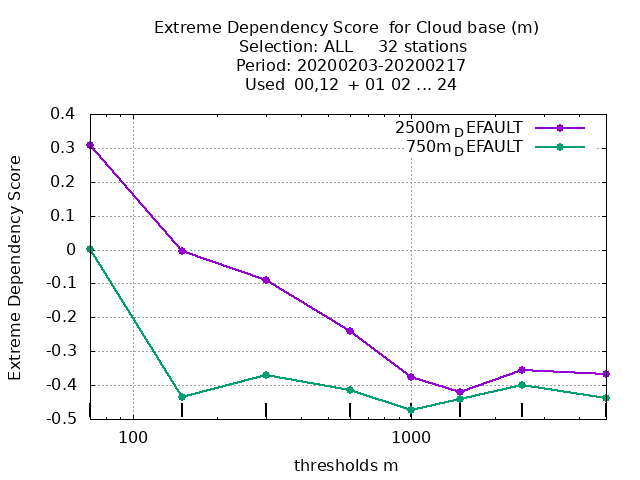 Extreme Dependency Score for Cloud base (m)
Selection: ALL 32 stations
Period: 20200203-20200217
Used 00,12 + 01 02 ... 24
2500m_DEFAULT
750m_DEFAULT
Extreme Dependency Score
0.4
0.3
0.2
0.1
0
-0.1
-0.2
-0.3
-0.4
-0.5
100 1000
thresholds m